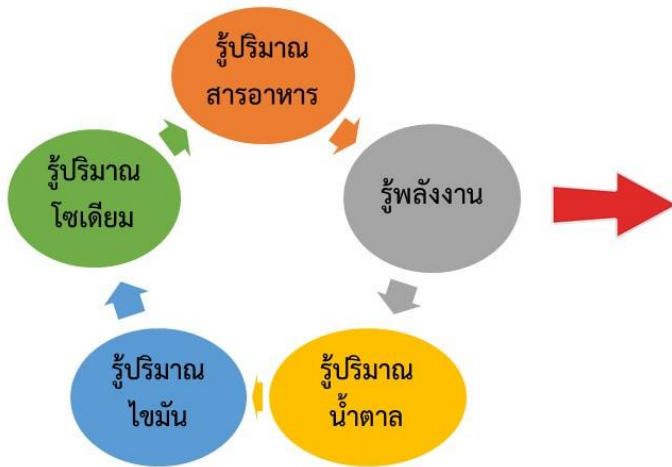 รู้ปริมาณ
สารอาหาร
รู้พลังงาน
รู้ปริมาณ
น้ำตาล
รู้ปริมาณ
ไขมัน
รู้ปริมาณ
โซเดียม